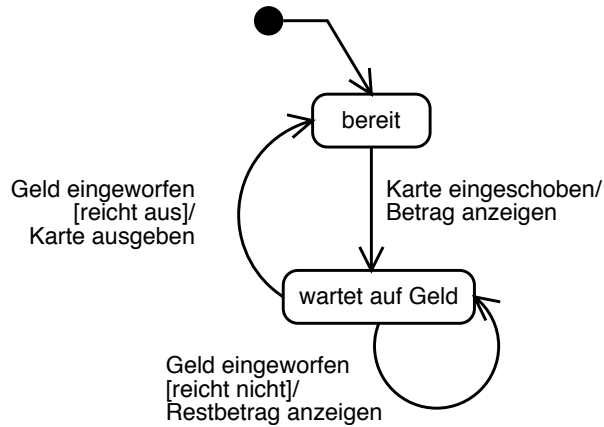 bereit
Geld eingeworfen
[reicht aus]/
Karte ausgeben
Karte eingeschoben/
Betrag anzeigen
wartet auf Geld
Geld eingeworfen
[reicht nicht]/
Restbetrag anzeigen